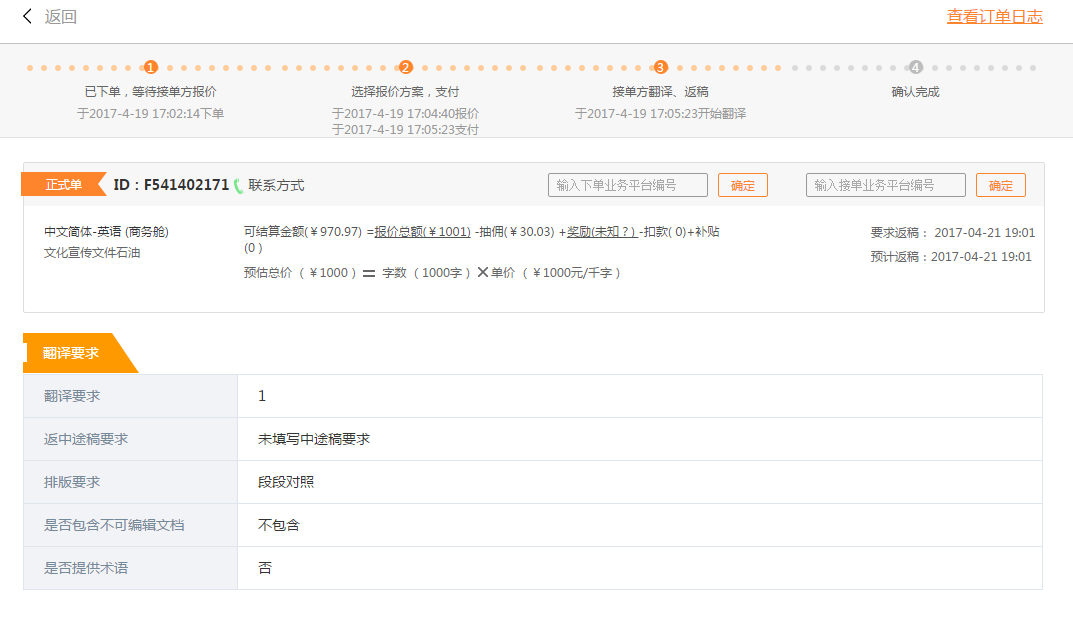 返回
查看订单日志
1
2
3
4
已下单，等待接单方报价
选择报价方案，支付
接单方翻译、返稿
确认完成
于2017-4-19 17:02:14下单
于2017-4-19 17:04:40报价
于2017-4-19 17:05:23开始翻译
于2017-4-19 17:05:23支付
正式单
ID：F541402171 联系方式
输入下单业务平台编号
确定
输入接单业务平台编号
确定
中文简体-英语 (商务舱)
文化宣传文件石油
可结算金额(￥970.97) =报价总额(￥1001) -抽佣(￥30.03) +奖励(未知？) -扣款( 0)+补贴
(0 )
预估总价（ ￥1000 ）= 字数（ 1000字 ）×单价（ ￥1000元/千字 ）
要求返稿： 2017-04-21 19:01
预计返稿：2017-04-21 19:01
翻译要求
翻译要求
1
返中途稿要求
未填写中途稿要求
排版要求
段段对照
是否包含不可编辑文档
不包含
是否提供术语
否